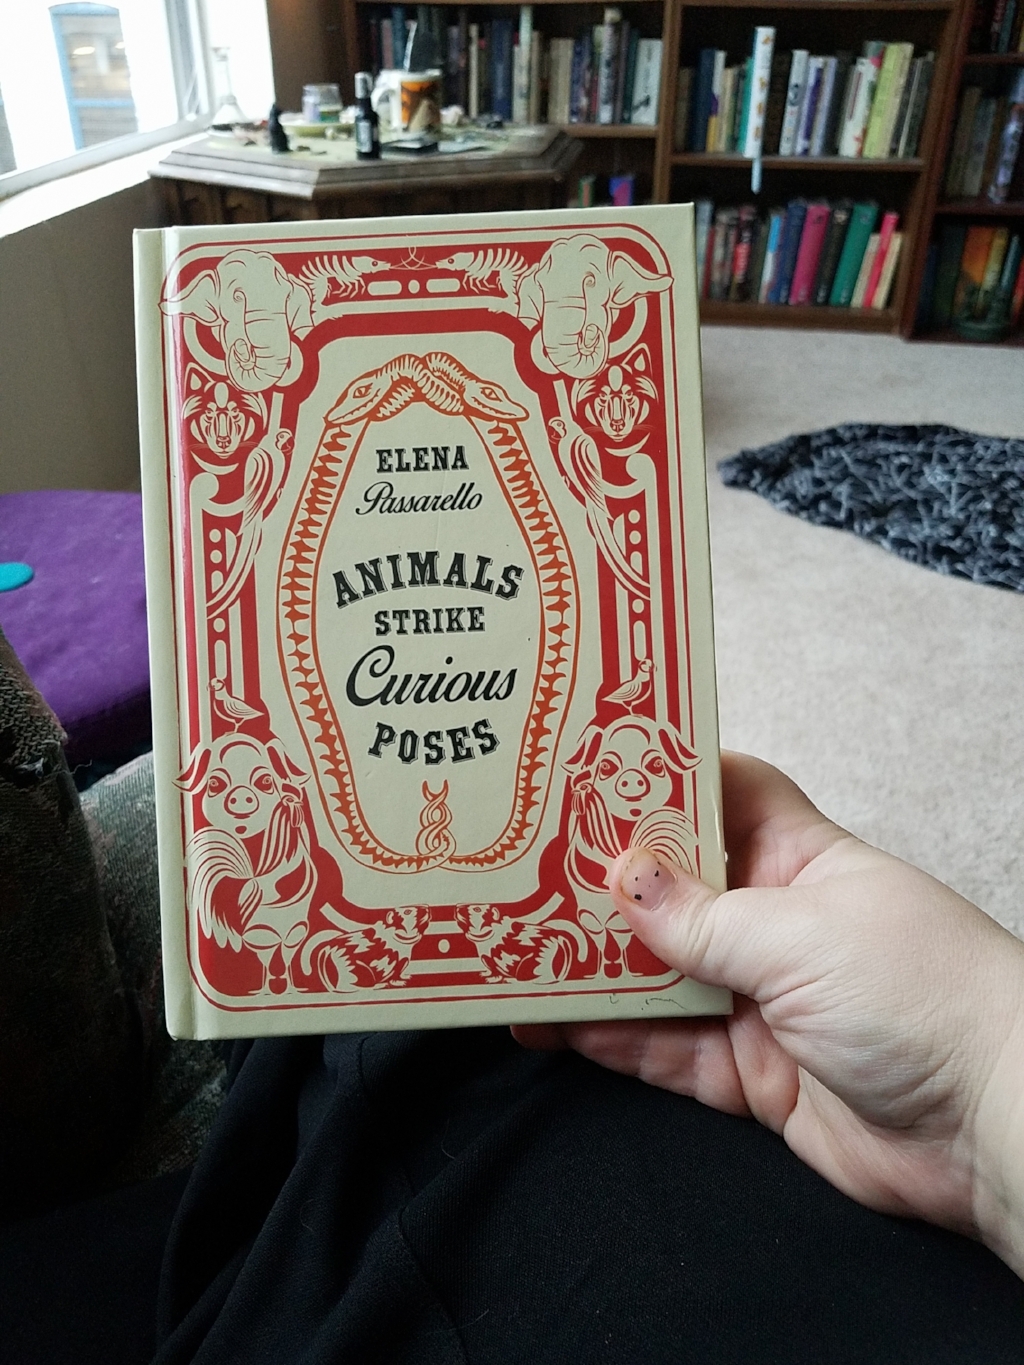 ELENA
Passarello
ANIMALS
STRIKE
Curious
POSES